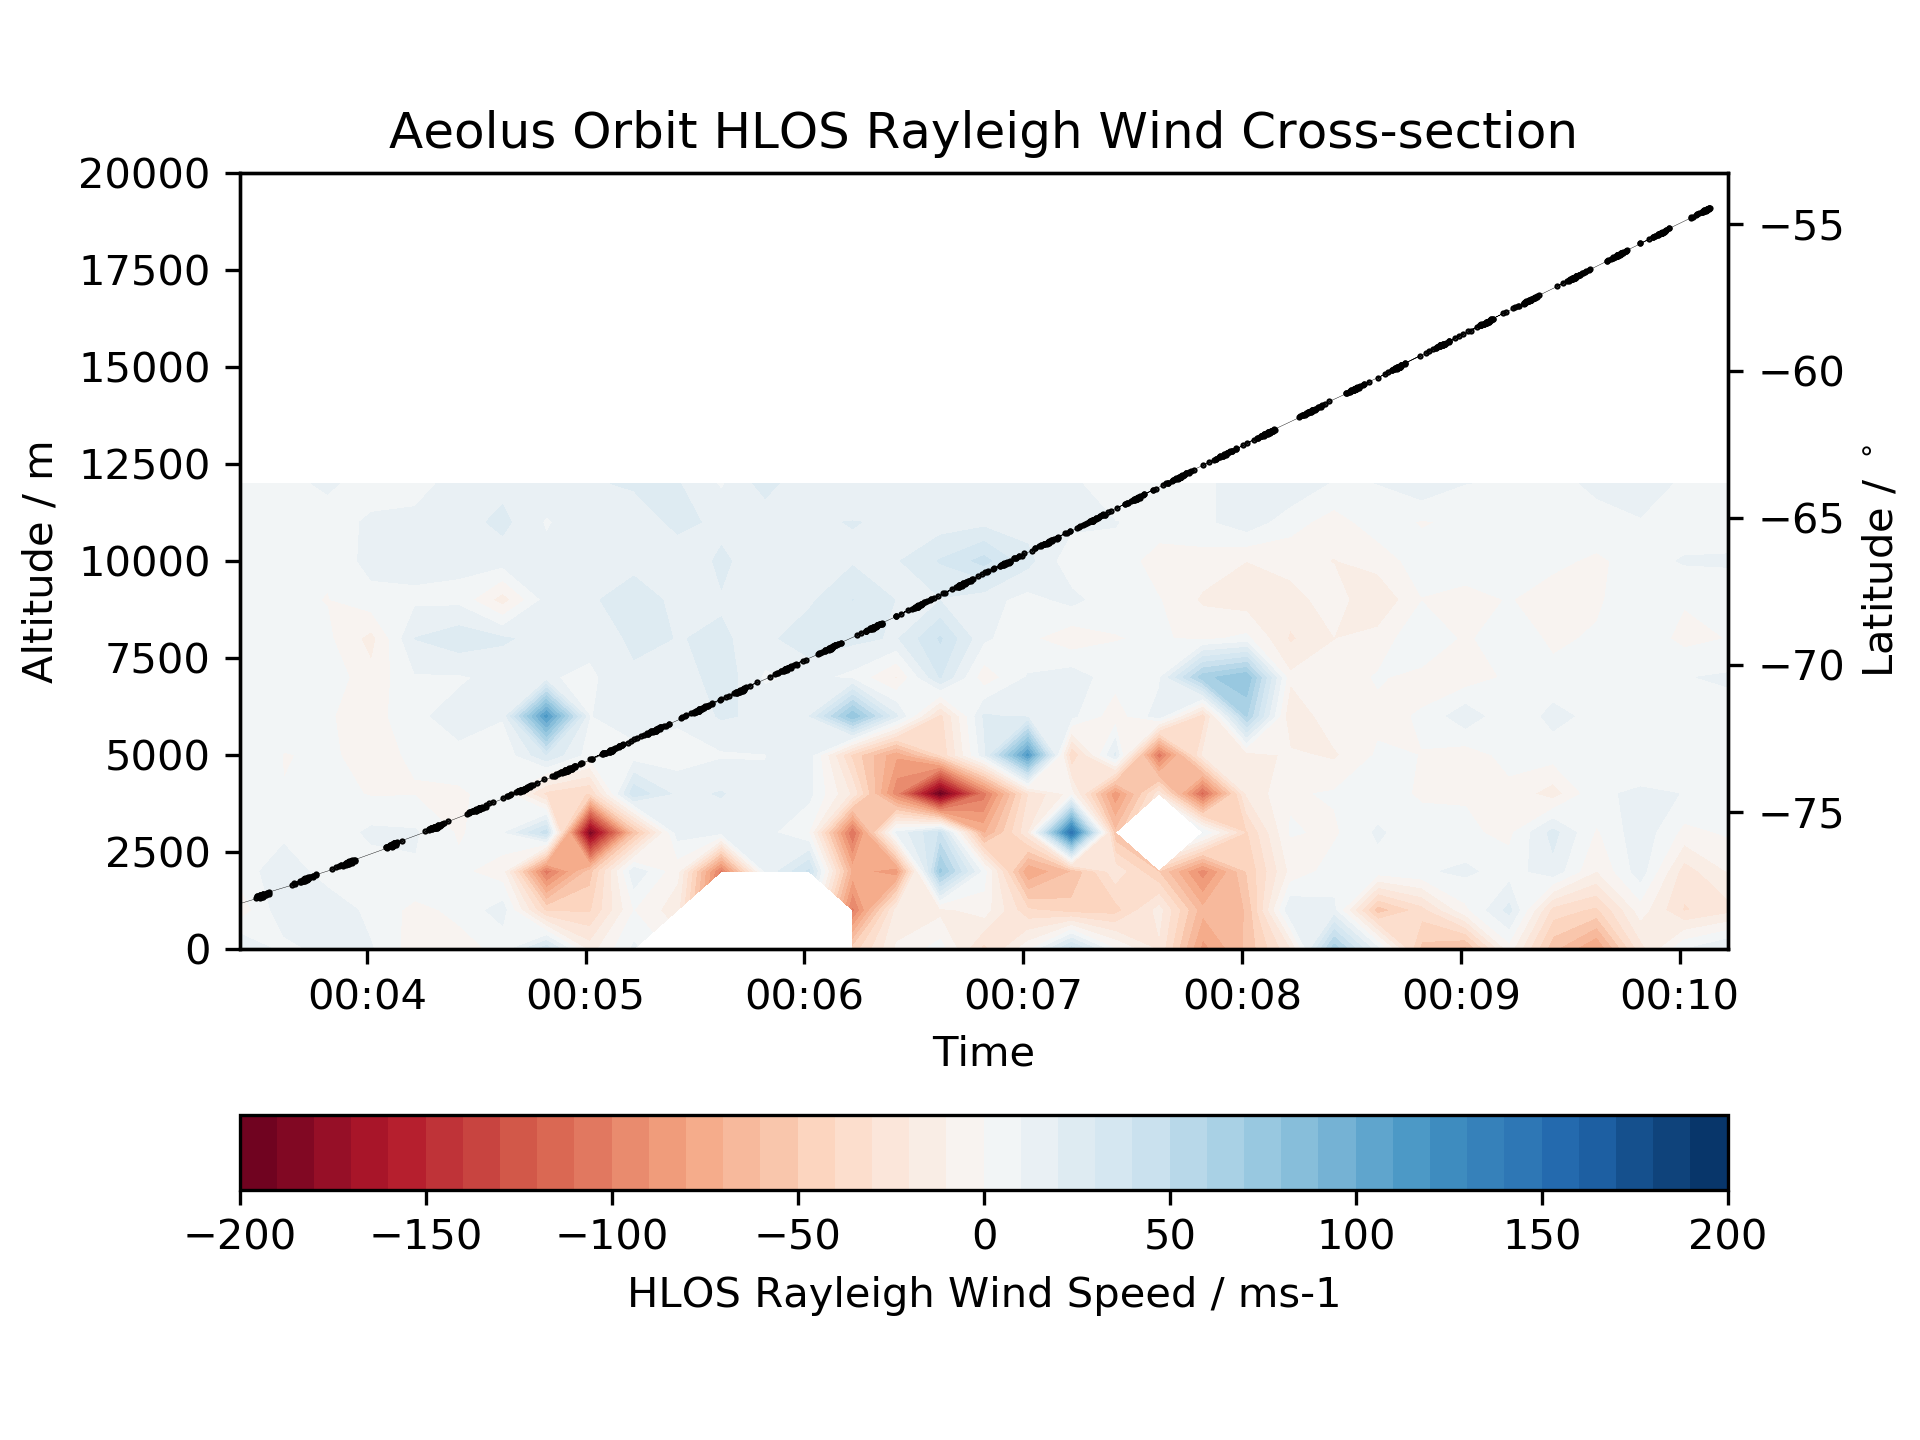 Aeolus Orbit HLOS Rayleigh Wind Cross-section
20000
17500
15000
12500
10000
7500
5000
2500
0
Altitude / m
−55
−60
−65
−70
−75
Latitude / °
00:04 00:05 00:06 00:07 00:08 00:09 00:10
Time
−200 −150 −100 −50 0 50 100 150 200
HLOS Rayleigh Wind Speed / ms-1